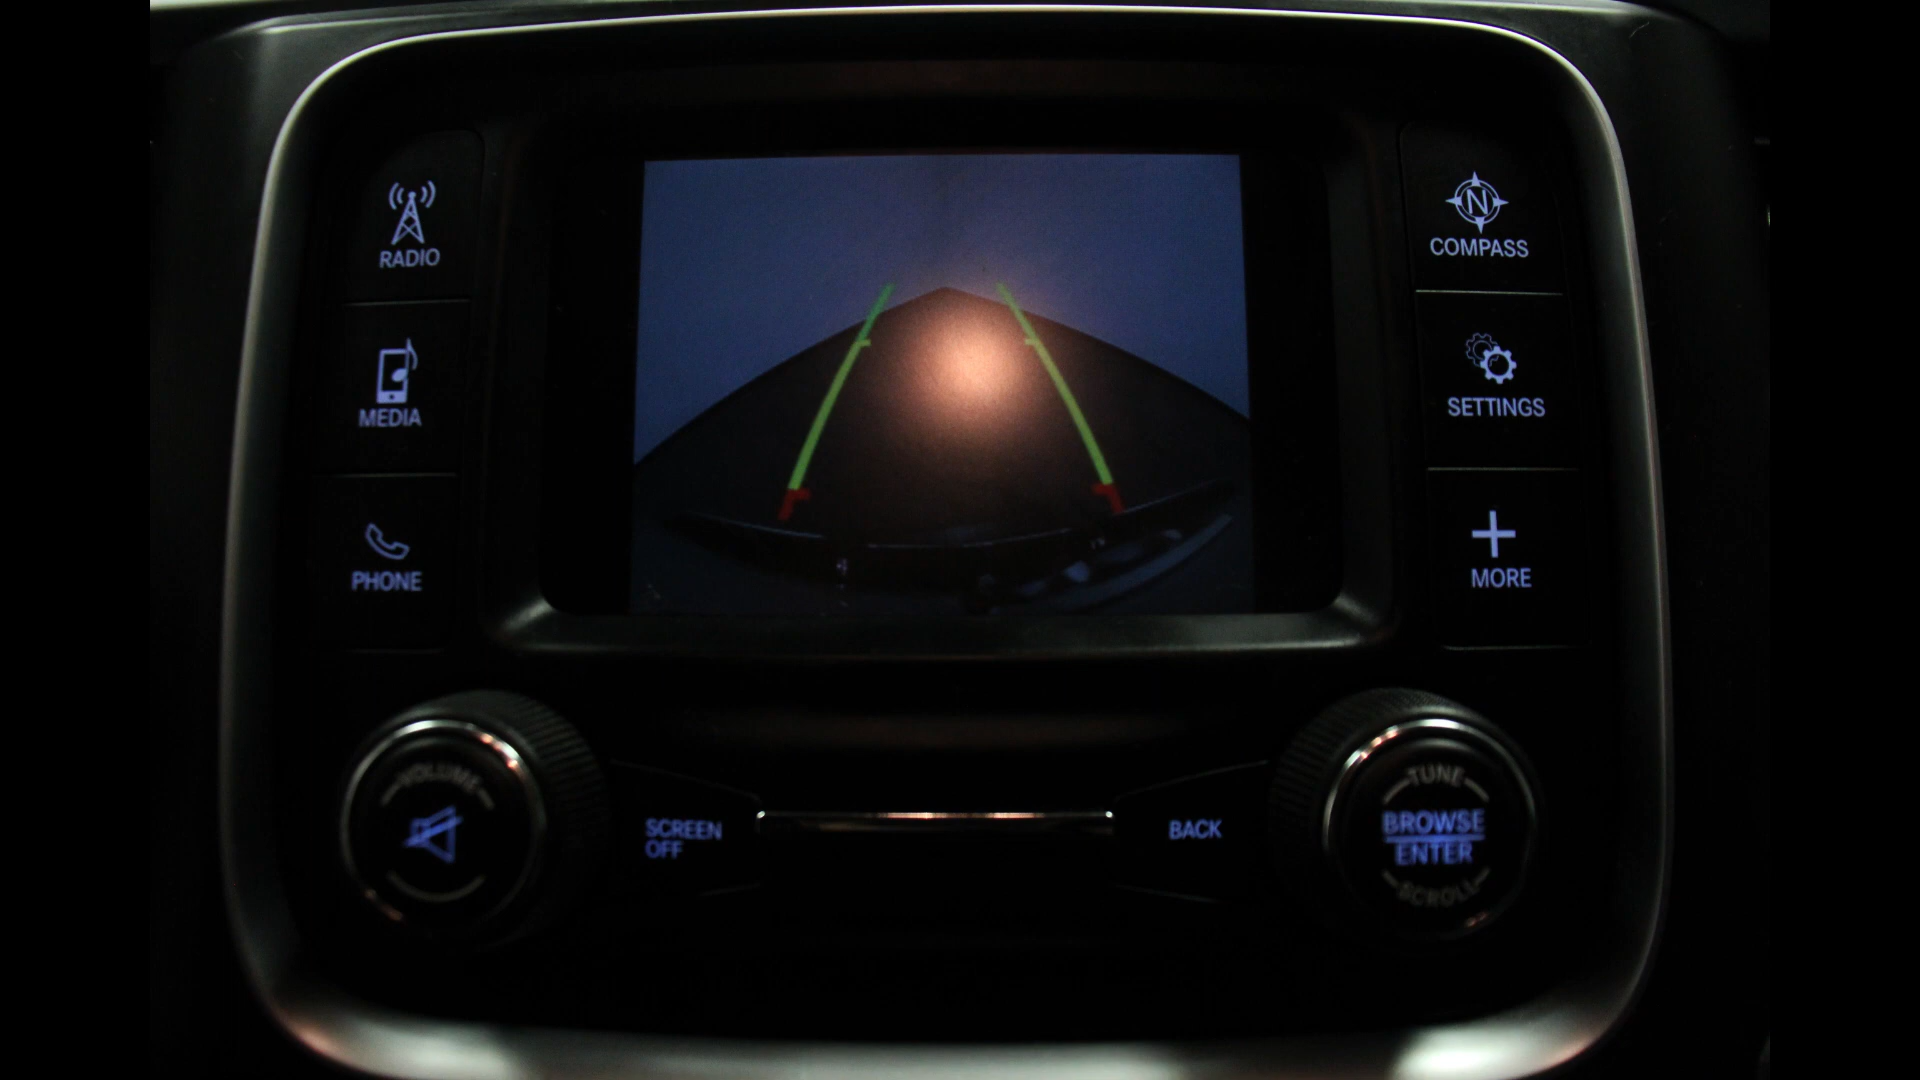 RADIO
MEDIA
PHONE
N
COMPASS
SETTINGS
MORE
VOLUME
SCREEN
OFF
BACK
TUNE
BROWSE
ENTER
SCROLL